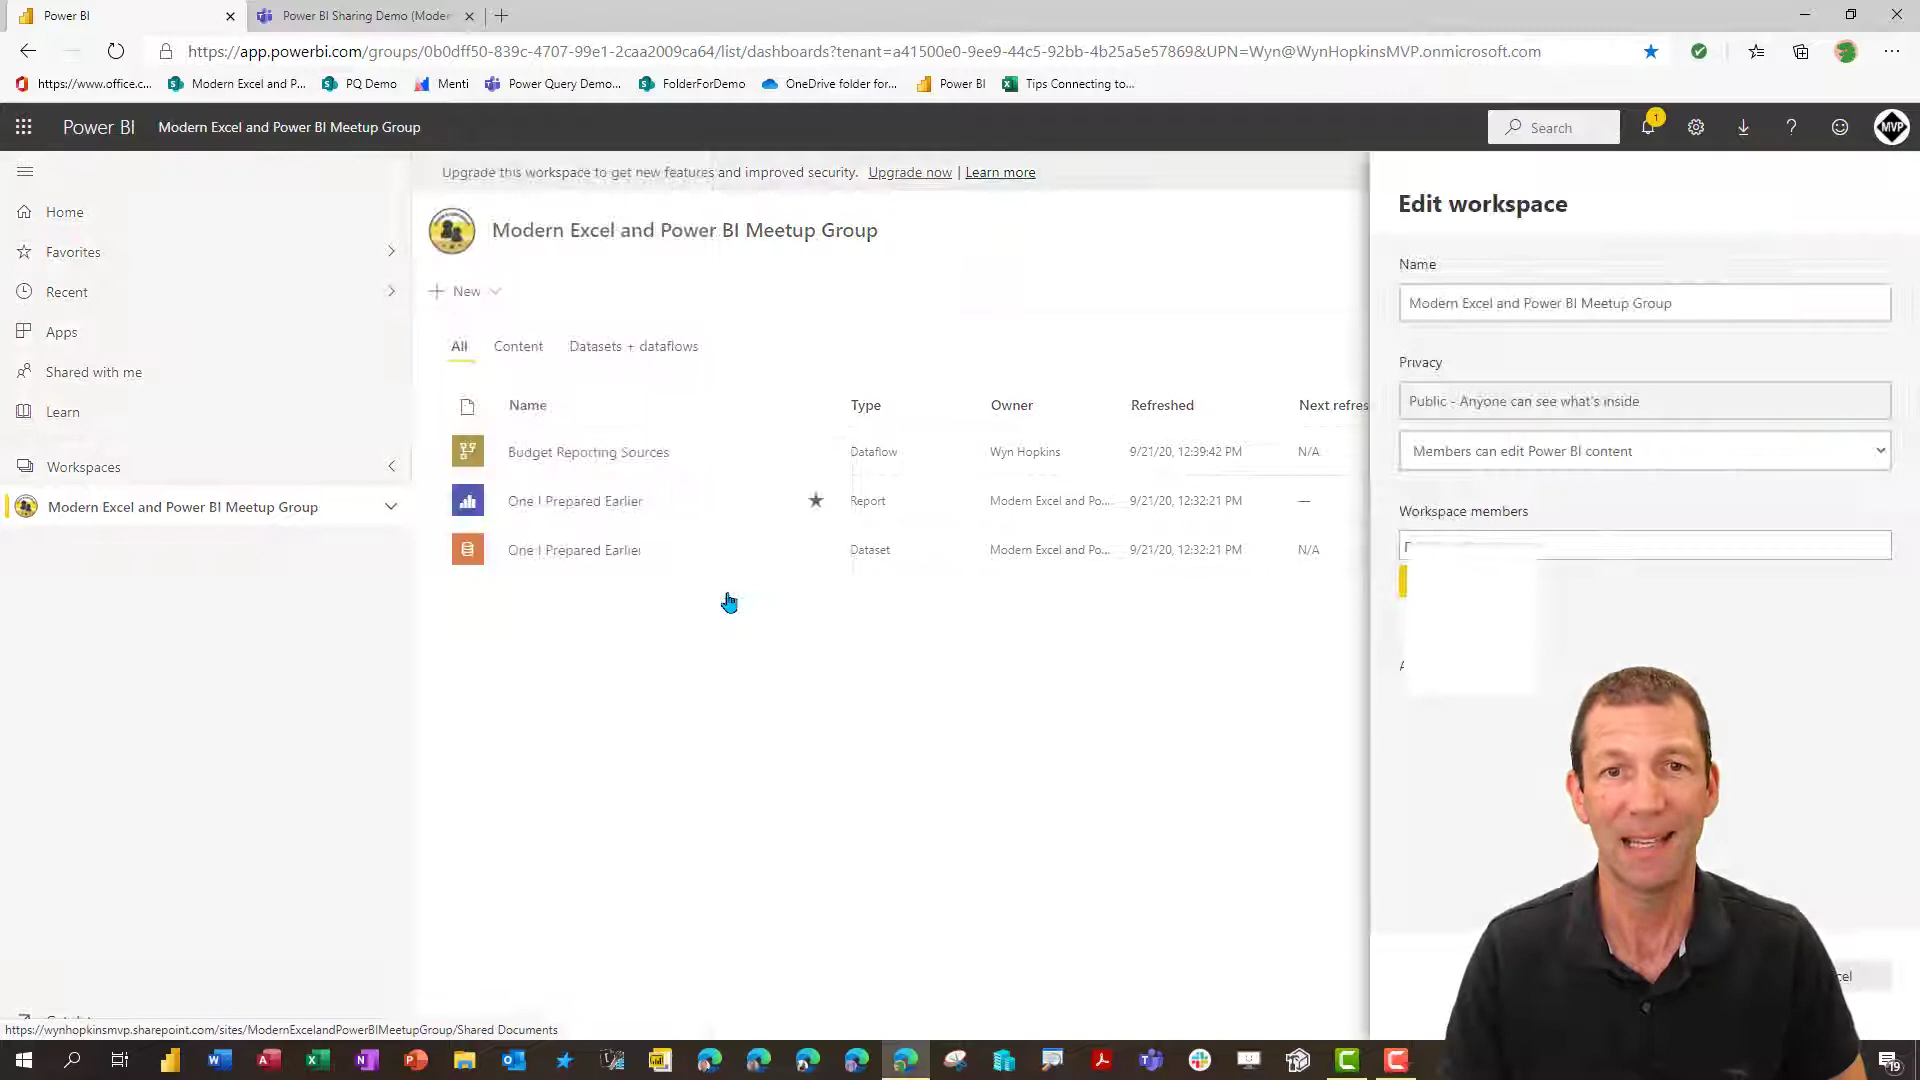 Power BI
Power BI Sharing Demo (Moder
https://app.powerbi.com/groups/0b0dff50-839c-4707-99e1-2caa2009ca64/list/dashboards?tenant=a41500e0-9ee9-44c5-92bb-4b25a5e57869&UPN=Wyn@WynHopkinsMVP.onmicrosoft.com
https://www.office.c...
Modern Excel and P...
PQ Demo
Menti
Power Query Demo...
FolderForDemo
OneDrive folder for...
Power BI
Tips Connecting to...
Power BI
Modern Excel and Power BI Meetup Group
Search
1
MVP
Home
Favorites
Recent
Apps
Shared with me
Learn
Workspaces
Modern Excel and Power BI Meetup Group
Upgrade this workspace to get new features and improved security. Upgrade now | Learn more
Modern Excel and Power BI Meetup Group
New
All
Content
Datasets + dataflows
Name Type Owner Refreshed Next refres
Budget Reporting Sources Dataflow Wyn Hopkins 9/21/20, 12:39:42 PM N/A
One I Prepared Earlier Report Modern Excel and Po... 9/21/20, 12:32:21 PM —
One I Prepared Earlier Dataset Modern Excel and Po... 9/21/20, 12:32:21 PM N/A
Edit workspace
Name
Modern Excel and Power BI Meetup Group
Privacy
Public - Anyone can see what's inside
Members can edit Power BI content
Workspace members
cel
https://wynhopkinsmvp.sharepoint.com/sites/ModernExcelandPowerBIMeetupGroup/Shared Documents
19